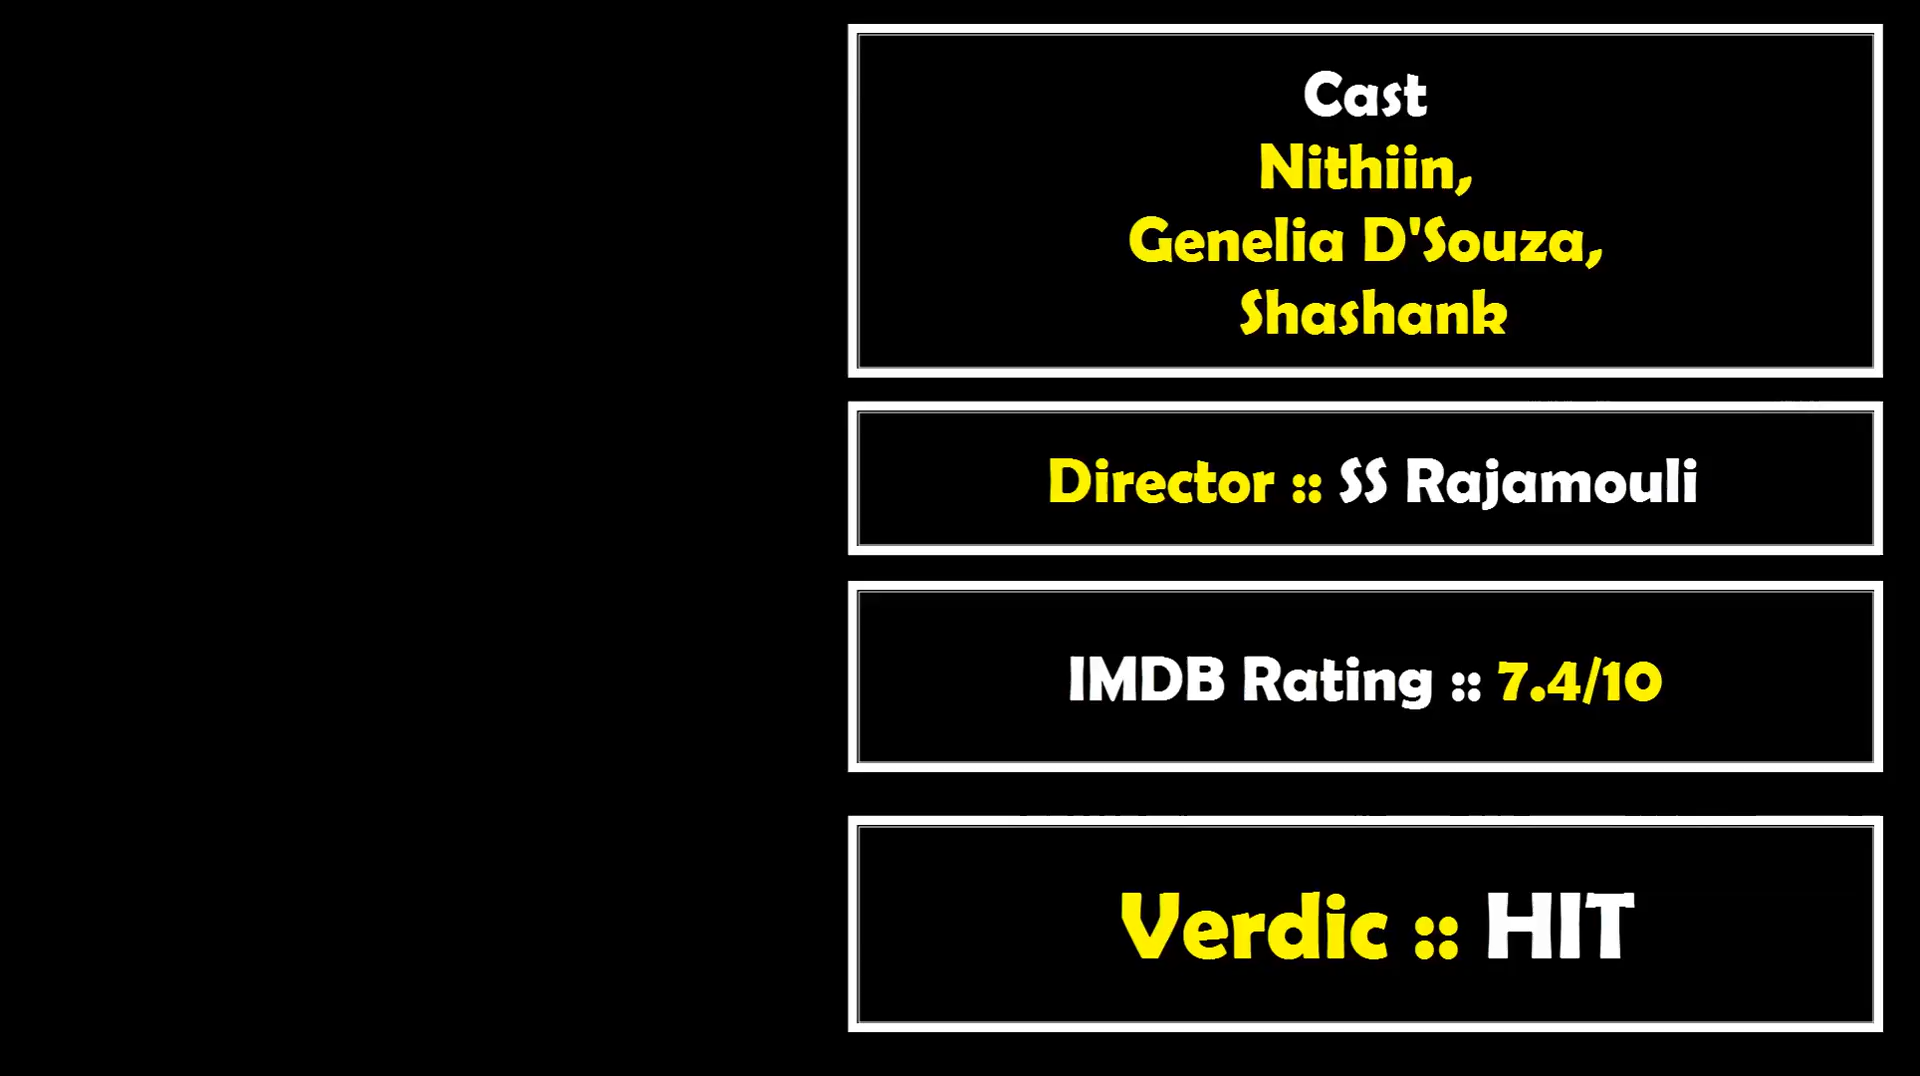 Cast
Nithiin,
Genelia D'Souza,
Shashank
Director :: SS Rajamouli
IMDB Rating :: 7.4/10
Verdic :: HIT